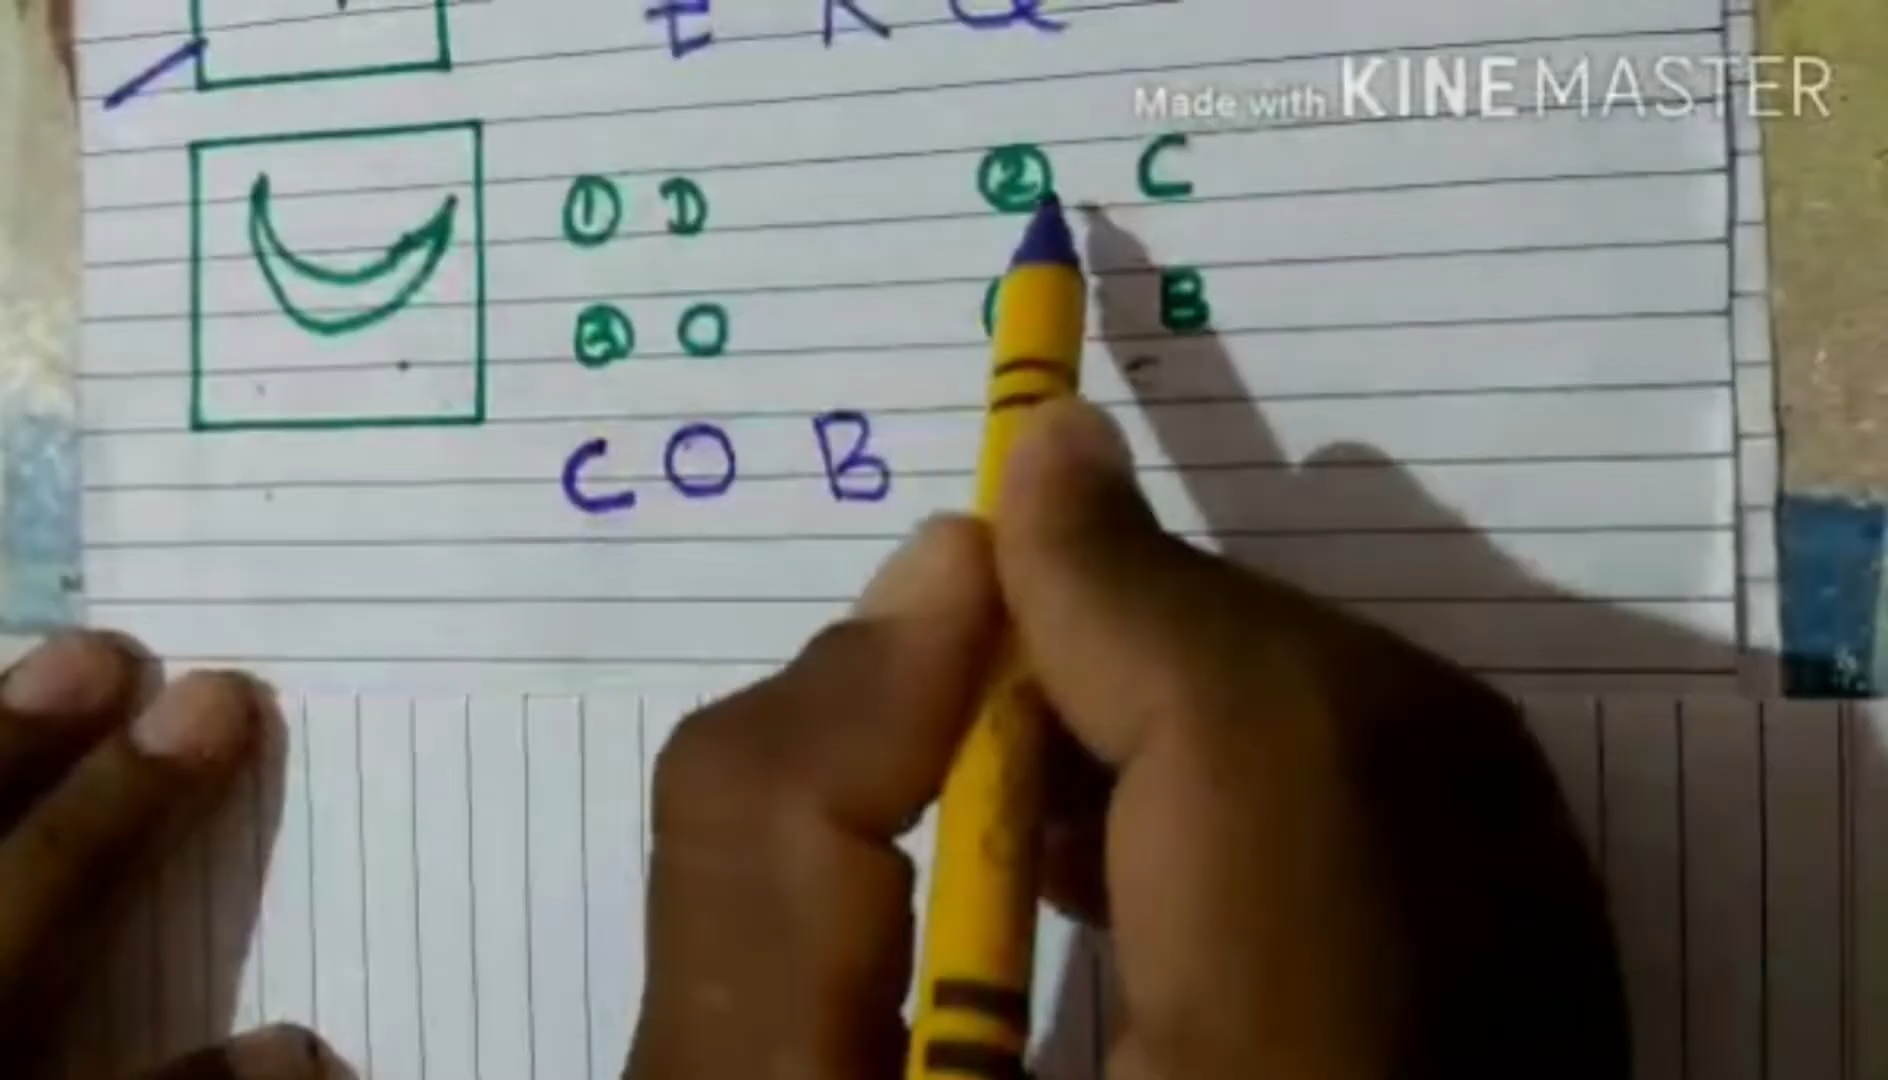 Made with KINEMASTER
① D ② C
③ O B
C O B